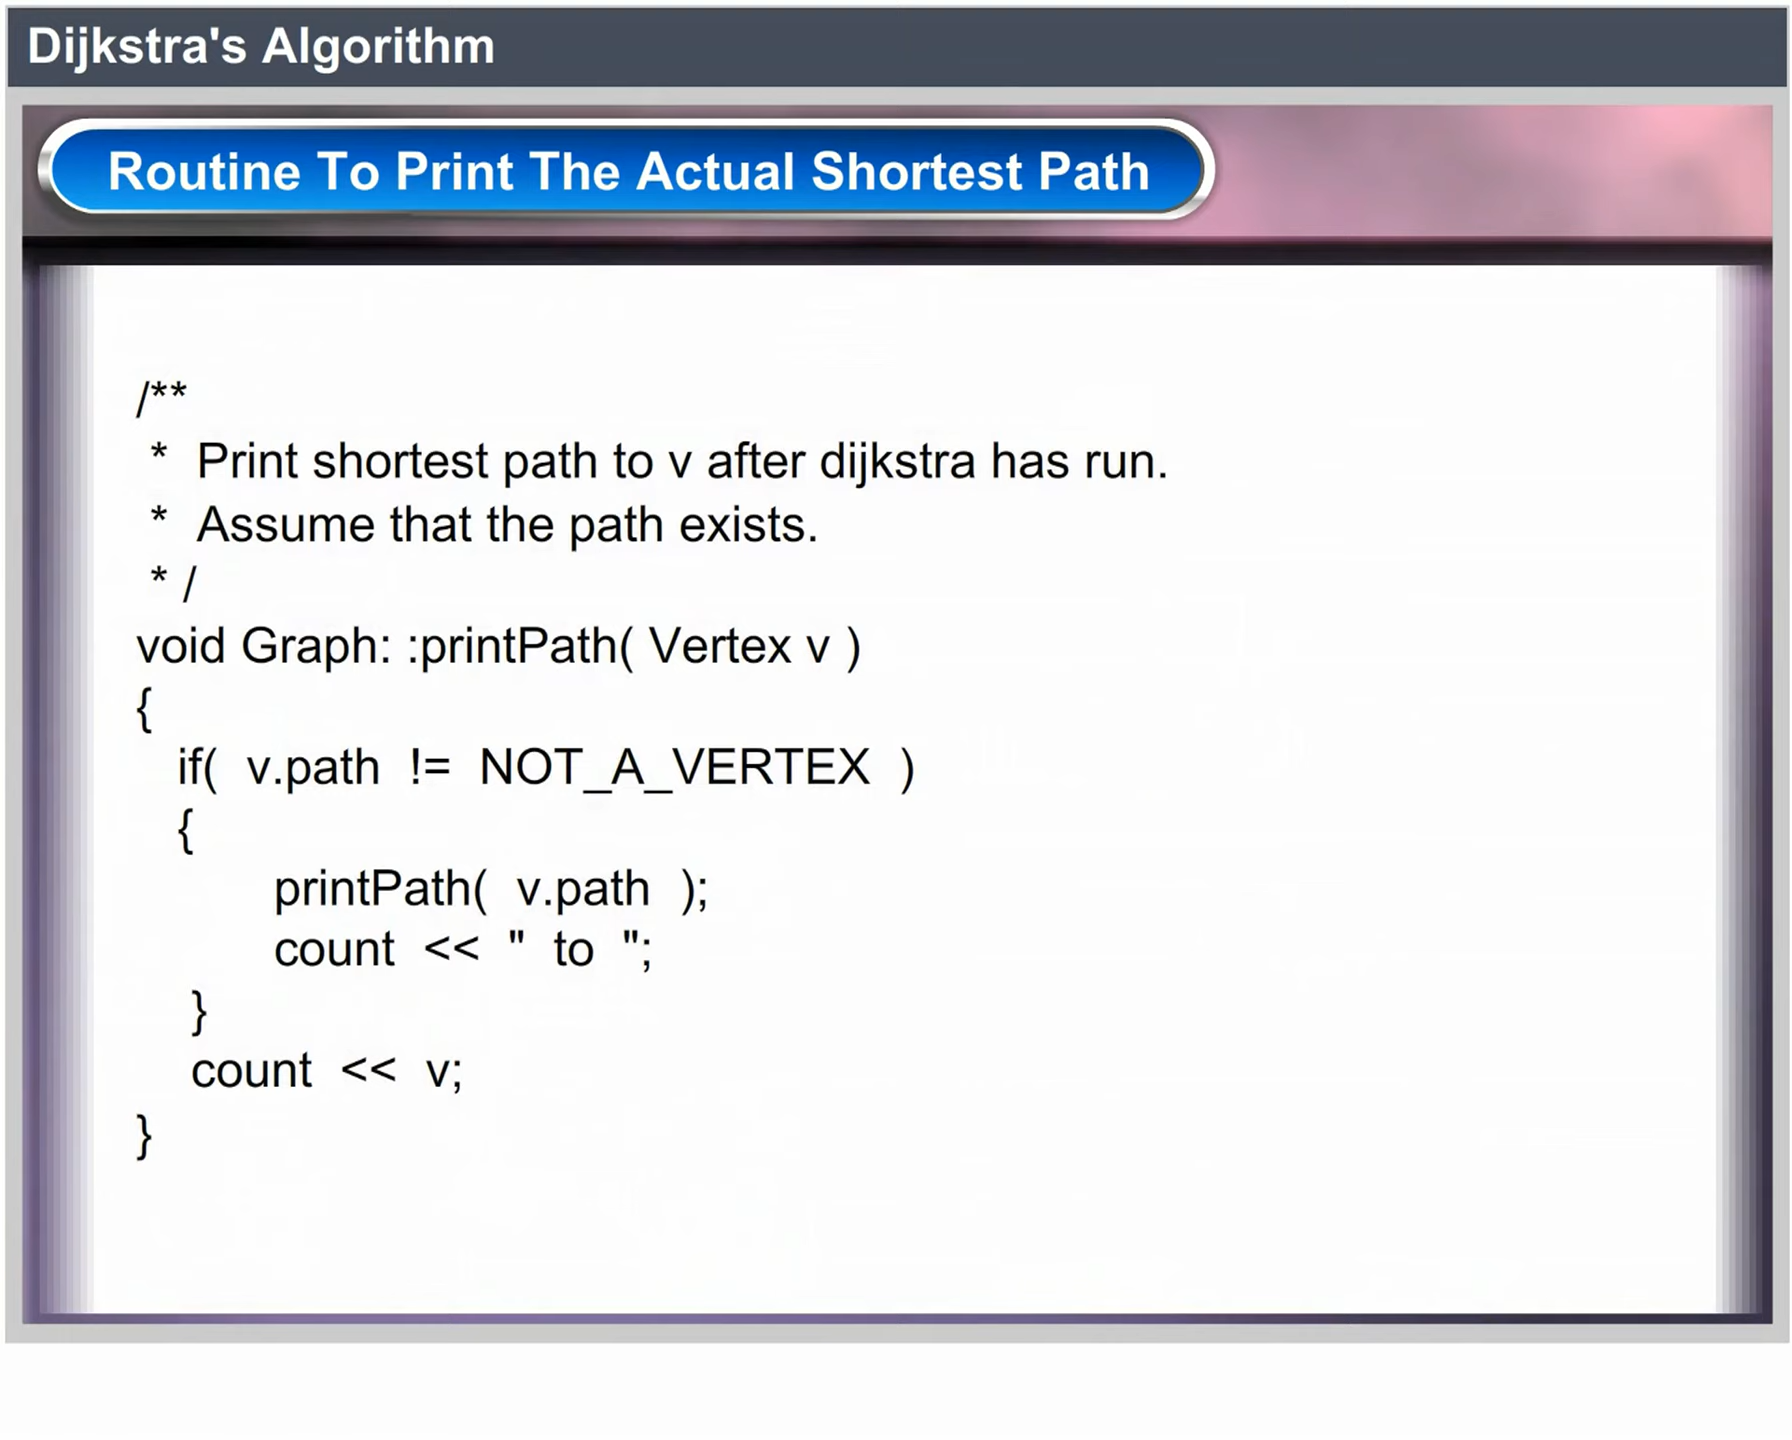 Dijkstra's Algorithm
Routine To Print The Actual Shortest Path
/**
* Print shortest path to v after dijkstra has run.
* Assume that the path exists.
* /
void Graph: :printPath( Vertex v )
{
if( v.path != NOT_A_VERTEX )
{
printPath( v.path );
count << " to ";
}
count << v;
}